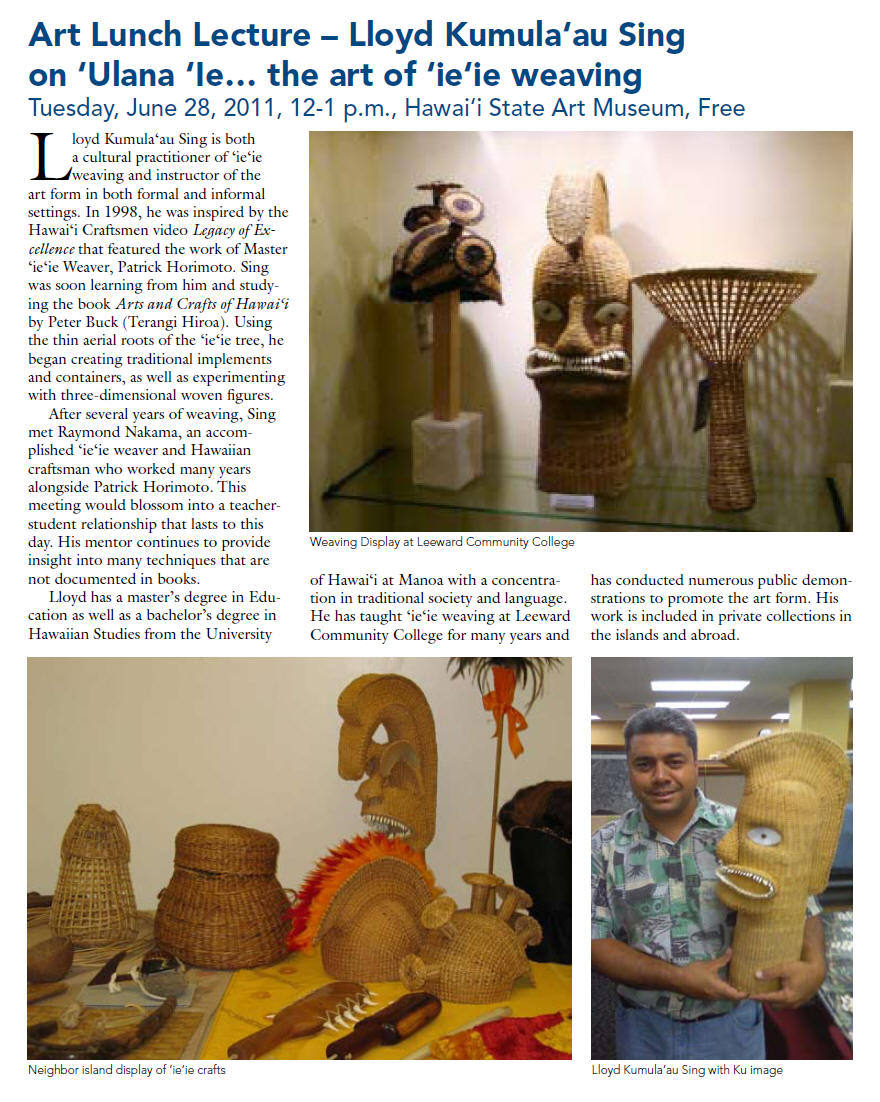 Art Lunch Lecture – Lloyd Kumula‘au Sing
on ‘Ulana ‘Ie… the art of ‘ie‘ie weaving
Tuesday, June 28, 2011, 12-1 p.m., Hawai‘i State Art Museum, Free
Lloyd Kumula‘au Sing is both
a cultural practitioner of ‘ie‘ie
weaving and instructor of the
art form in both formal and informal
settings. In 1998, he was inspired by the
Hawai‘i Craftsmen video Legacy of Ex-
cellence that featured the work of Master
‘ie‘ie Weaver, Patrick Horimoto. Sing
was soon learning from him and study-
ing the book Arts and Crafts of Hawai‘i
by Peter Buck (Terangi Hiroa). Using
the thin aerial roots of the ‘ie‘ie tree, he
began creating traditional implements
and containers, as well as experimenting
with three-dimensional woven figures.
After several years of weaving, Sing
met Raymond Nakama, an accom-
plished ‘ie‘ie weaver and Hawaiian
craftsman who worked many years
alongside Patrick Horimoto. This
meeting would blossom into a teacher-
student relationship that lasts to this
day. His mentor continues to provide
insight into many techniques that are
not documented in books.
Lloyd has a master’s degree in Edu-
cation as well as a bachelor’s degree in
Hawaiian Studies from the University
Weaving Display at Leeward Community College
of Hawai‘i at Manoa with a concentra-
tion in traditional society and language.
He has taught ‘ie‘ie weaving at Leeward
Community College for many years and
has conducted numerous public demon-
strations to promote the art form. His
work is included in private collections in
the islands and abroad.
Neighbor island display of ‘ie‘ie crafts
Lloyd Kumula‘au Sing with Ku image